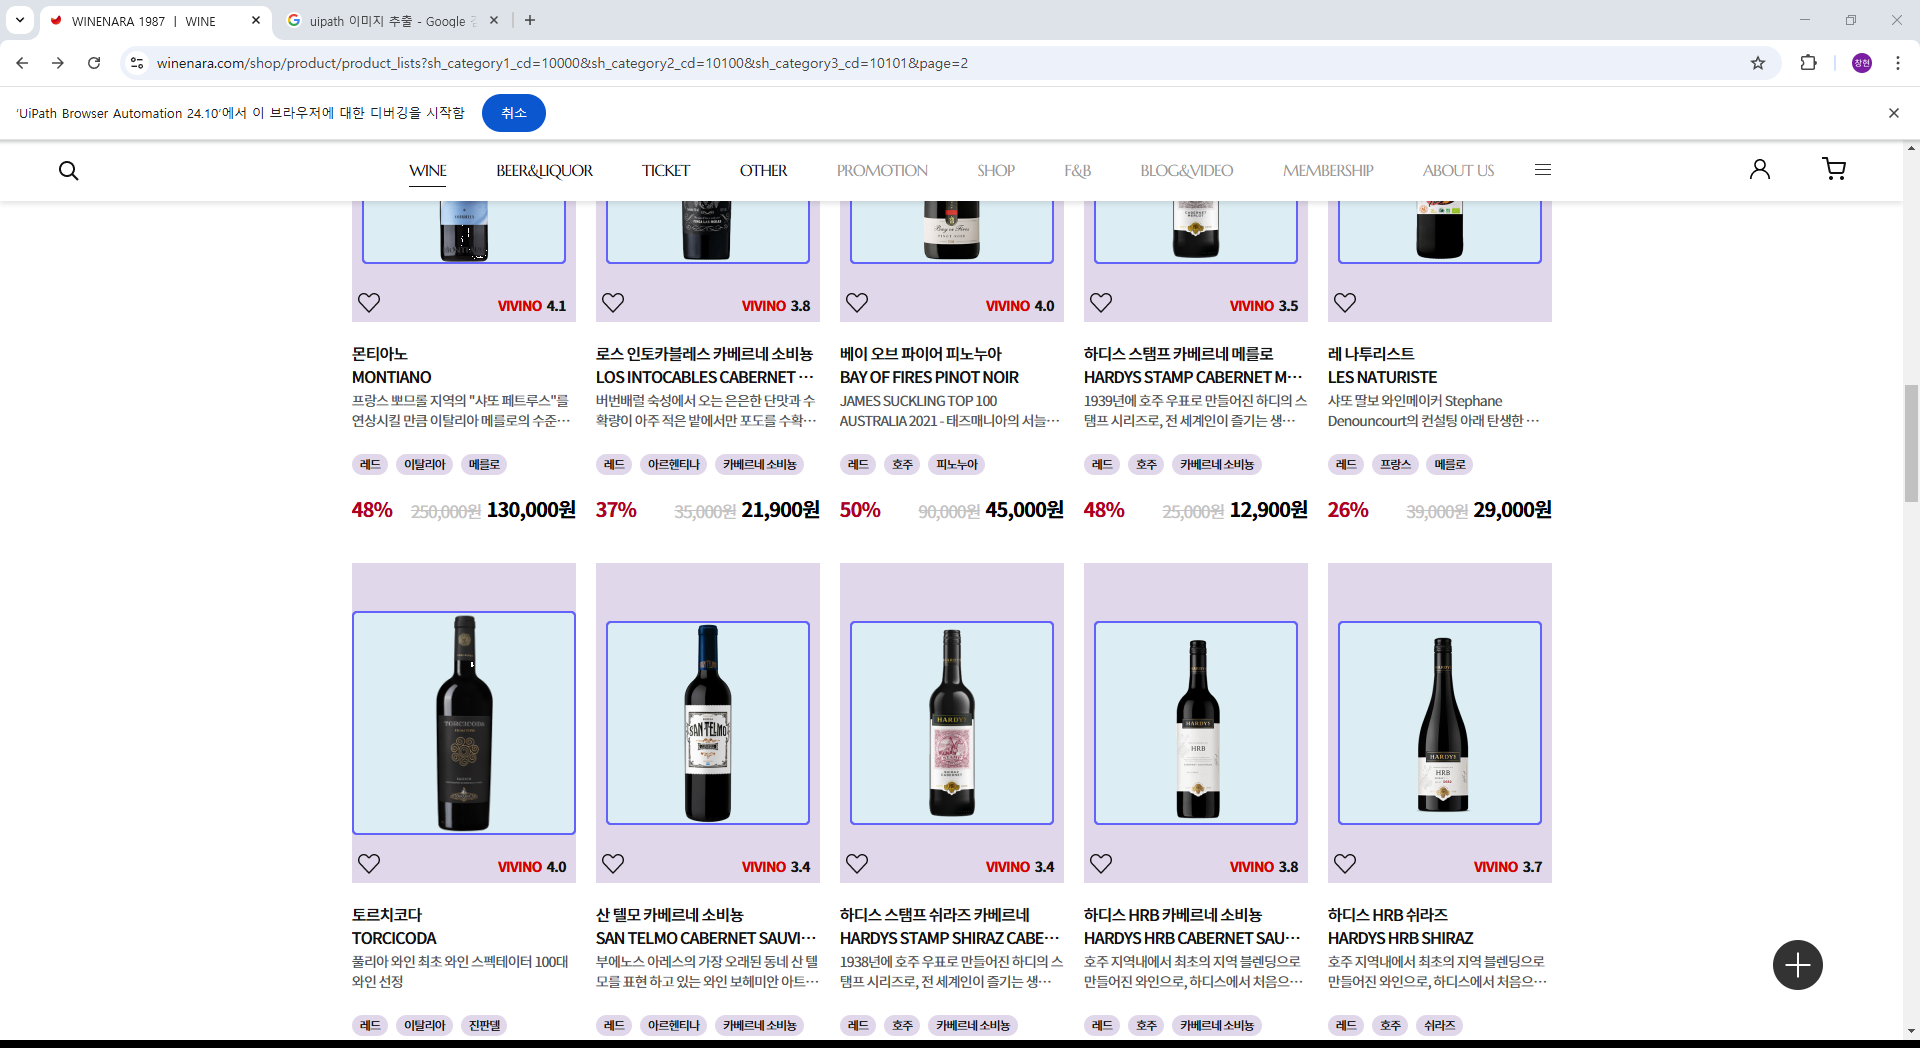 WINENARA 1987 | WINE
uipath 이미지 추출 - Google
winenara.com/shop/product/product_lists?sh_category1_cd=10000&sh_category2_cd=10100&sh_category3_cd=10101&page=2
창현
'UiPath Browser Automation 24.10'에서 이 브라우저에 대한 디버깅을 시작함 취소
WINE BEER&LIQUOR TICKET OTHER PROMOTION SHOP F&B BLOG&VIDEO MEMBERSHIP ABOUT US
Bay of Fires
PINOT NOIR
CABERNET
MERLOT
VIVINO 4.1
VIVINO 3.8
VIVINO 4.0
VIVINO 3.5
몬티아노
MONTIANO
프랑스 뽀므롤 지역의 "샤또 페트루스"를
연상시킬 만큼 이탈리아 메를로의 수준…
레드 이탈리아 메를로
48% 250,000원 130,000원
로스 인토카블레스 카베르네 소비뇽
LOS INTOCABLES CABERNET …
버번배럴 숙성에서 오는 은은한 단맛과 수
확량이 아주 적은 밭에서만 포도를 수확…
레드 아르헨티나 카베르네 소비뇽
37% 35,000원 21,900원
베이 오브 파이어 피노누아
BAY OF FIRES PINOT NOIR
JAMES SUCKLING TOP 100
AUSTRALIA 2021 - 태즈매니아의 서늘…
레드 호주 피노누아
50% 90,000원 45,000원
하디스 스탬프 카베르네 메를로
HARDYS STAMP CABERNET M…
1939년에 호주 우표로 만들어진 하디의 스
탬프 시리즈로, 전 세계인이 즐기는 생…
레드 호주 카베르네 소비뇽
48% 25,000원 12,900원
레 나투리스트
LES NATURISTE
샤또 딸보 와인메이커 Stephane
Denouncourt의 컨설팅 아래 탄생한 …
레드 프랑스 메를로
26% 39,000원 29,000원
TORCICODA
SAN TELMO
HARDYS
HARDYS
HRB
HARDYS
HRB
VIVINO 4.0
VIVINO 3.4
VIVINO 3.4
VIVINO 3.8
VIVINO 3.7
토르치코다
TORCICODA
풀리아 와인 최초 와인 스펙테이터 100대
와인 선정
레드 이탈리아 진판델
산 텔모 카베르네 소비뇽
SAN TELMO CABERNET SAUVI…
부에노스 아레스의 가장 오래된 동네 산 텔
모를 표현 하고 있는 와인 보헤미안 아트…
레드 아르헨티나 카베르네 소비뇽
하디스 스탬프 쉬라즈 카베르네
HARDYS STAMP SHIRAZ CABE…
1938년에 호주 우표로 만들어진 하디의 스
탬프 시리즈로, 전 세계인이 즐기는 생…
레드 호주 카베르네 소비뇽
하디스 HRB 카베르네 소비뇽
HARDYS HRB CABERNET SAU…
호주 지역내에서 최초의 지역 블렌딩으로
만들어진 와인으로, 하디스에서 처음으…
레드 호주 카베르네 소비뇽
하디스 HRB 쉬라즈
HARDYS HRB SHIRAZ
호주 지역내에서 최초의 지역 블렌딩으로
만들어진 와인으로, 하디스에서 처음으…
레드 호주 쉬라즈